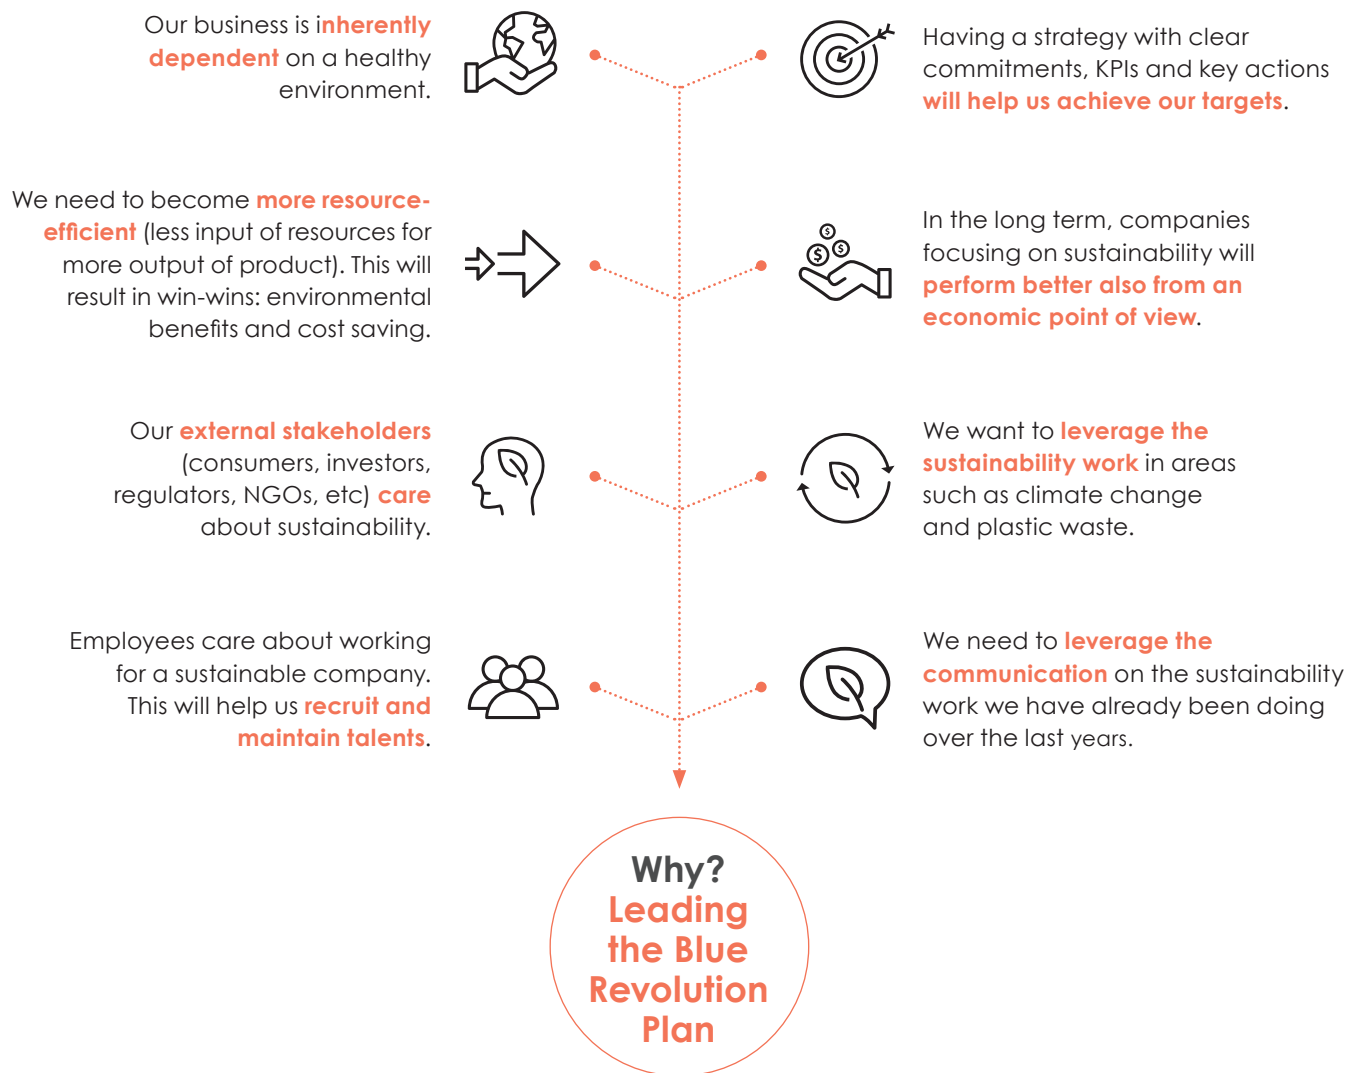 Our business is inherently
dependent on a healthy
environment.
Having a strategy with clear
commitments, KPIs and key actions
will help us achieve our targets.
We need to become more resource-
efficient (less input of resources for
more output of product). This will
result in win-wins: environmental
benefits and cost saving.
$
$
$
In the long term, companies
focusing on sustainability will
perform better also from an
economic point of view.
Our external stakeholders
(consumers, investors,
regulators, NGOs, etc) care
about sustainability.
We want to leverage the
sustainability work in areas
such as climate change
and plastic waste.
Employees care about working
for a sustainable company.
This will help us recruit and
maintain talents.
We need to leverage the
communication on the sustainability
work we have already been doing
over the last years.
Why?
Leading
the Blue
Revolution
Plan